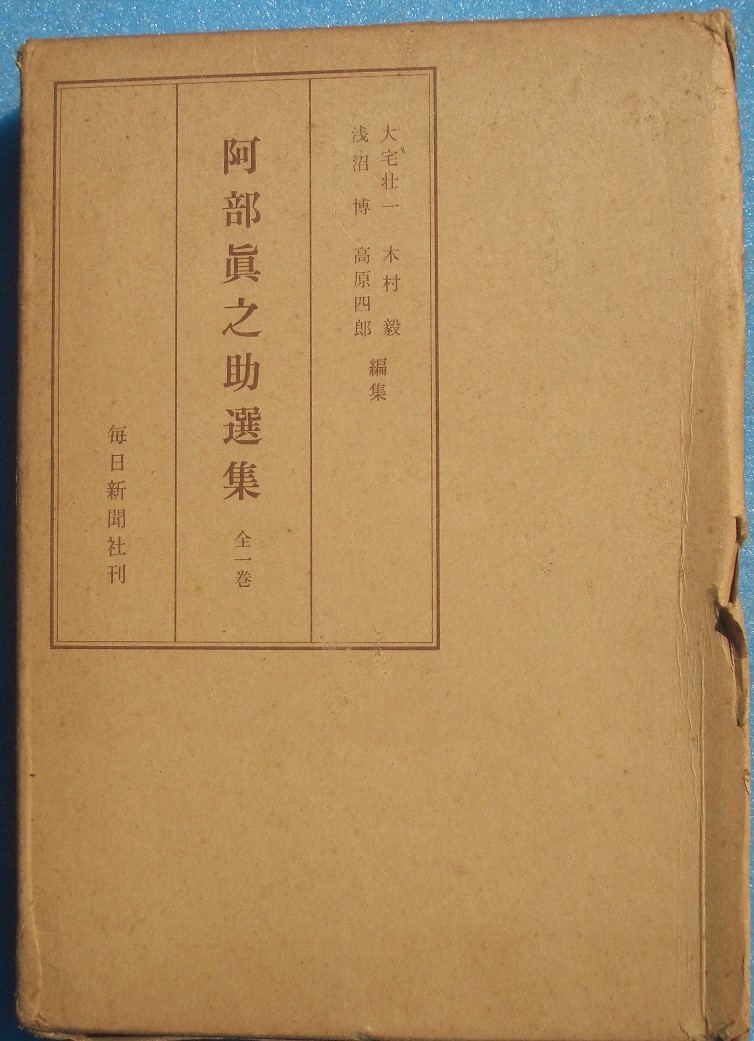 大宅壮一 木村毅
浅沼博 高原四郎
編集
阿部眞之助選集
全一巻
毎日新聞社刊